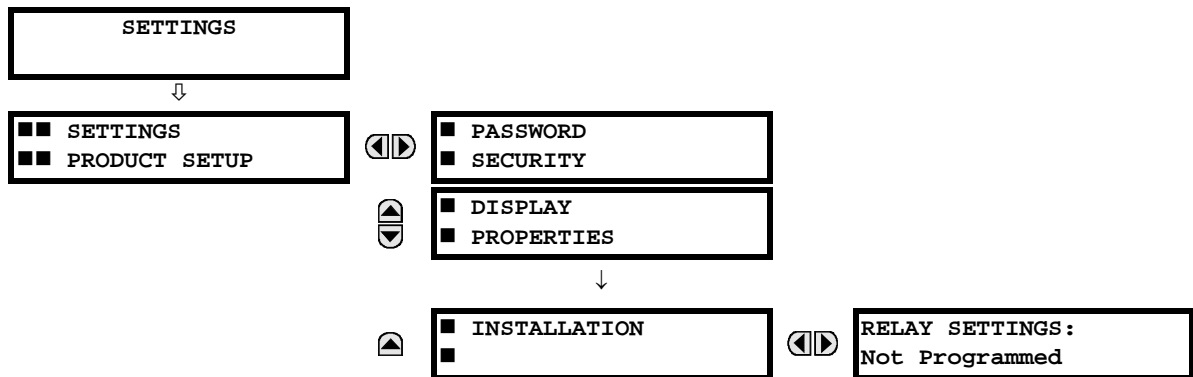 SETTINGS
■■ SETTINGS
■■ PRODUCT SETUP
■ PASSWORD
■ SECURITY
■ DISPLAY
■ PROPERTIES
■ INSTALLATION
■
RELAY SETTINGS:
Not Programmed